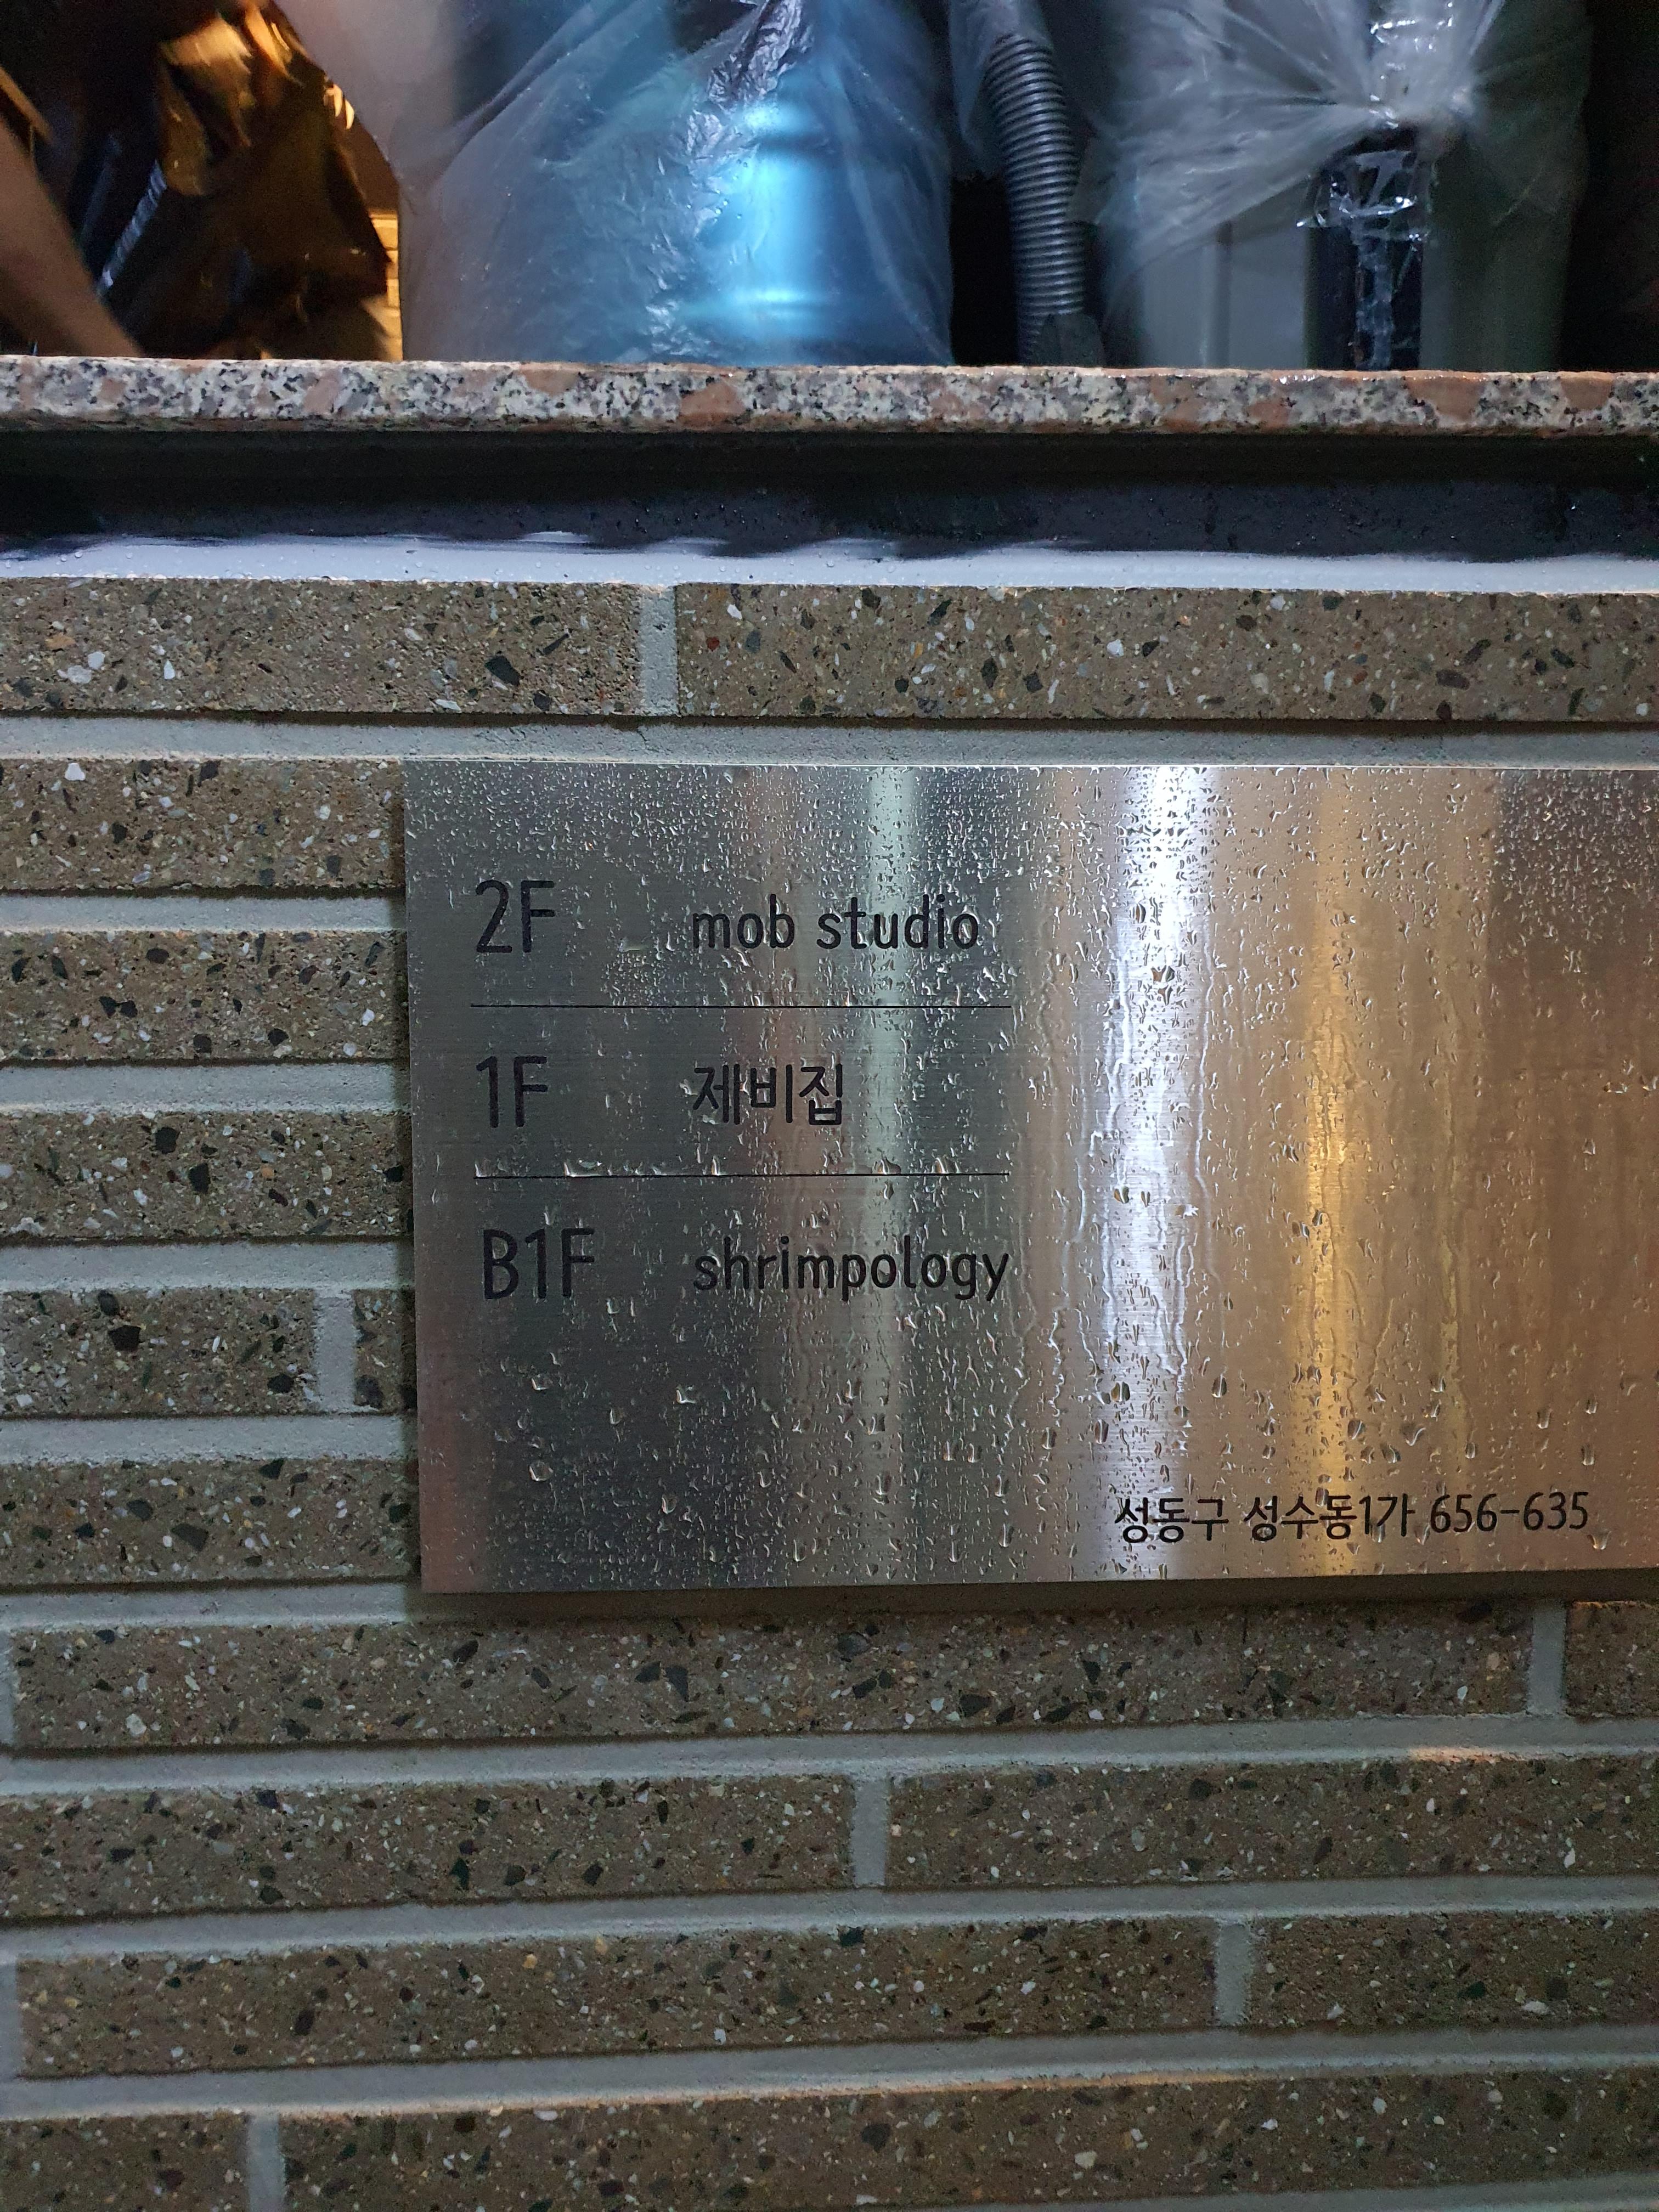 2F mob studio
1F 제비집
B1F shrimpology
성동구 성수동1가 656-635